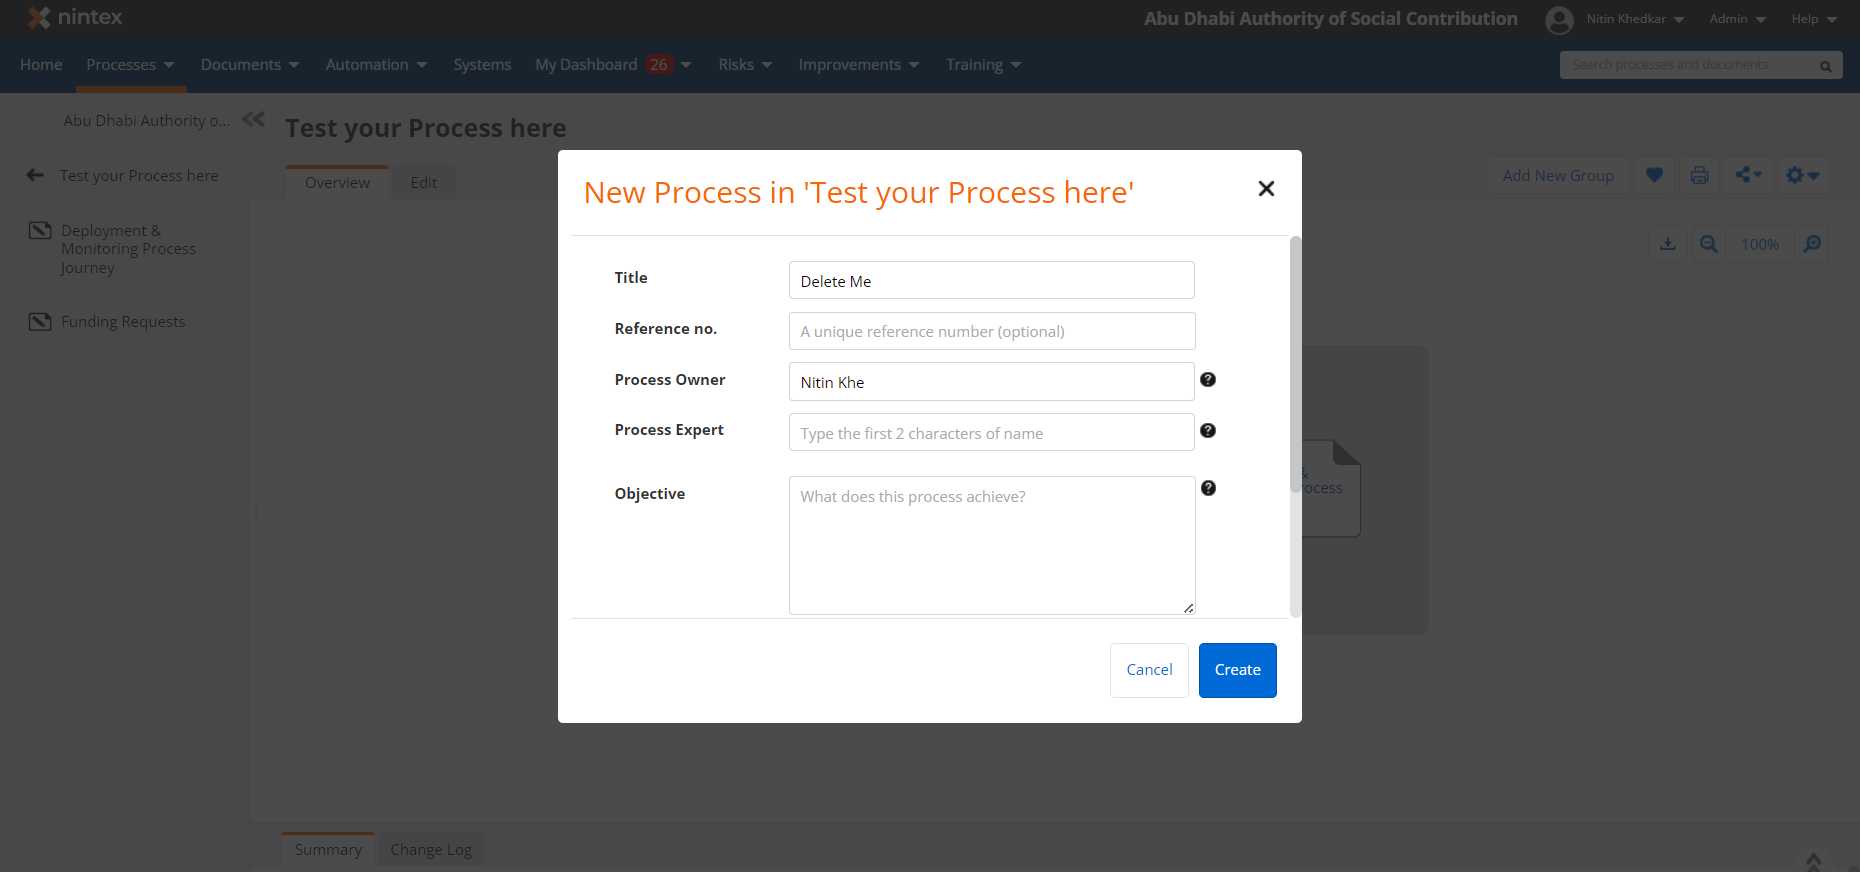 nintex
Abu Dhabi Authority of Social Contribution
Nitin Khedkar
Admin
Help
Home
Processes
Documents
Automation
Systems
My Dashboard 26
Risks
Improvements
Training
Search processes and documents
Abu Dhabi Authority o...
Test your Process here
Test your Process here
Deployment &
Monitoring Process
Journey
Funding Requests
Overview
Edit
Add New Group
100%
New Process in 'Test your Process here'
Title
Delete Me
Reference no.
A unique reference number (optional)
Process Owner
Nitin Khe
Process Expert
Type the first 2 characters of name
Objective
What does this process achieve?
&
rocess
Cancel
Create
Summary
Change Log